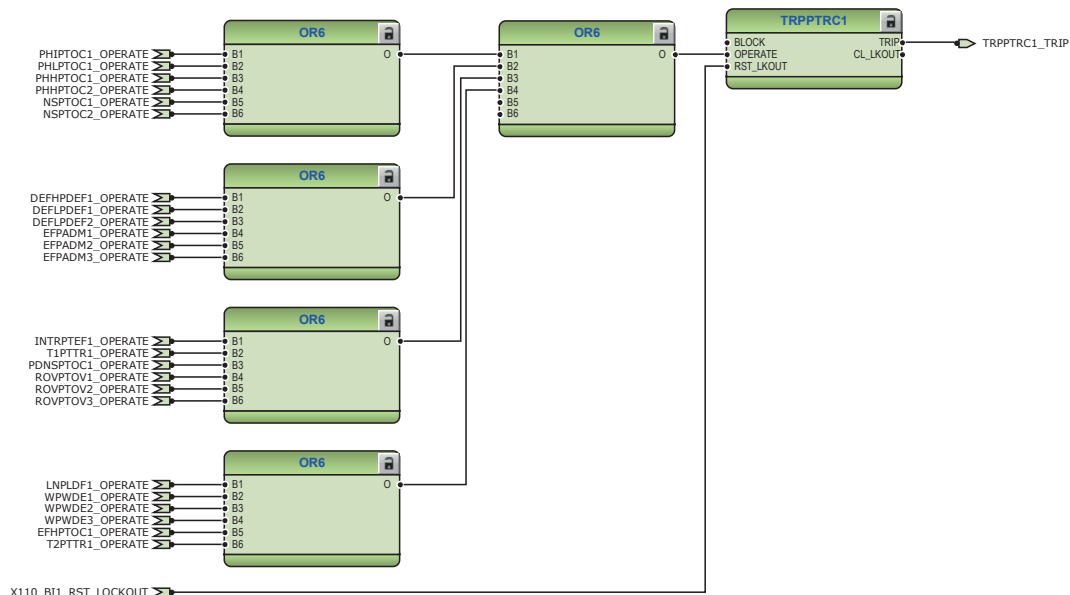 OR6
PHIPTOC1_OPERATE B1 O
PHLPTOC1_OPERATE B2
PHHPTOC1_OPERATE B3
PHHPTOC2_OPERATE B4
NSPTOC1_OPERATE B5
NSPTOC2_OPERATE B6
OR6
B1 O
B2
B3
B4
B5
B6
TRPPTRC1
BLOCK TRIP
OPERATE CL_LKOUT
RST_LKOUT
TRPPTRC1_TRIP
OR6
DEFHPDEF1_OPERATE B1 O
DEFLPDEF1_OPERATE B2
DEFLPDEF2_OPERATE B3
EFPADM1_OPERATE B4
EFPADM2_OPERATE B5
EFPADM3_OPERATE B6
OR6
INTRPTEF1_OPERATE B1 O
T1PTTR1_OPERATE B2
PDNSPTOC1_OPERATE B3
ROVPTOV1_OPERATE B4
ROVPTOV2_OPERATE B5
ROVPTOV3_OPERATE B6
OR6
LNPLDF1_OPERATE B1 O
WPWDE1_OPERATE B2
WPWDE2_OPERATE B3
WPWDE3_OPERATE B4
EFHPTOC1_OPERATE B5
T2PTTR1_OPERATE B6
X110_BI1_RST_LOCKOUT